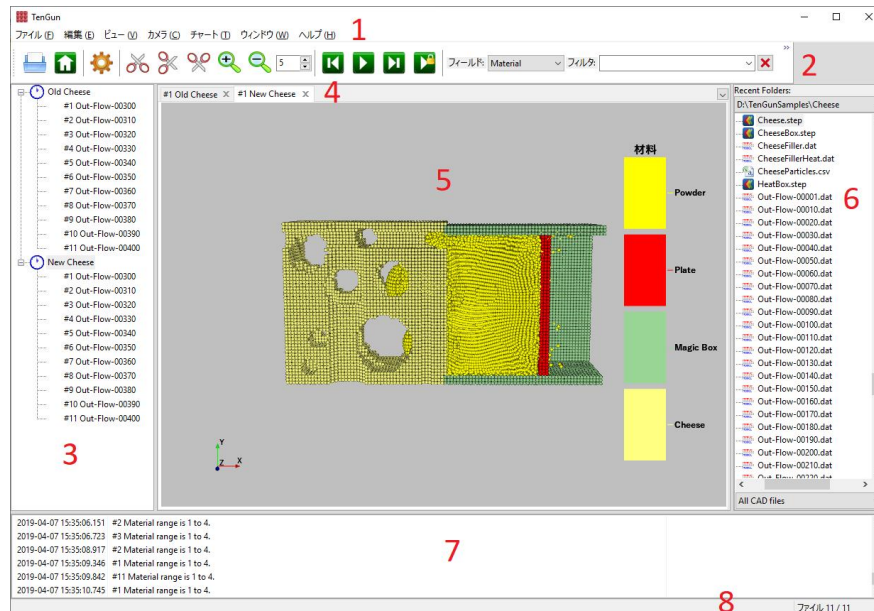 TenGun
ファイル(F) 編集(E) ビュー(V) カメラ(C) チャート(T) ウィンドウ(W) ヘルプ(H)
1
5
フィールド: Material フィルタ:
2
Old Cheese
#1 Out-Flow-00300
#2 Out-Flow-00310
#3 Out-Flow-00320
#4 Out-Flow-00330
#5 Out-Flow-00340
#6 Out-Flow-00350
#7 Out-Flow-00360
#8 Out-Flow-00370
#9 Out-Flow-00380
#10 Out-Flow-00390
#11 Out-Flow-00400
New Cheese
#1 Out-Flow-00300
#2 Out-Flow-00310
#3 Out-Flow-00320
#4 Out-Flow-00330
#5 Out-Flow-00340
#6 Out-Flow-00350
#7 Out-Flow-00360
#8 Out-Flow-00370
#9 Out-Flow-00380
#10 Out-Flow-00390
#11 Out-Flow-00400
3
4
#1 Old Cheese X #1 New Cheese X
5
材料
Powder
Plate
Magic Box
Cheese
Y
Z X
Recent Folders:
D:\TenGunSamples\Cheese
Cheese.step
CheeseBox.step
CheeseFiller.dat
CheeseFillerHeat.dat
CheeseParticles.csv
HeatBox.step
Out-Flow-00001.dat
Out-Flow-00010.dat
Out-Flow-00020.dat
Out-Flow-00030.dat
Out-Flow-00040.dat
Out-Flow-00050.dat
Out-Flow-00060.dat
Out-Flow-00070.dat
Out-Flow-00080.dat
Out-Flow-00090.dat
Out-Flow-00100.dat
Out-Flow-00110.dat
Out-Flow-00120.dat
Out-Flow-00130.dat
Out-Flow-00140.dat
Out-Flow-00150.dat
Out-Flow-00160.dat
Out-Flow-00170.dat
Out-Flow-00180.dat
Out-Flow-00190.dat
Out-Flow-00200.dat
Out-Flow-00210.dat
Out-Flow-00220.dat
6
All CAD files
2019-04-07 15:35:06.151 #2 Material range is 1 to 4.
2019-04-07 15:35:06.723 #3 Material range is 1 to 4.
2019-04-07 15:35:08.917 #2 Material range is 1 to 4.
2019-04-07 15:35:09.346 #1 Material range is 1 to 4.
2019-04-07 15:35:09.842 #11 Material range is 1 to 4.
2019-04-07 15:35:10.745 #1 Material range is 1 to 4.
7
8
ファイル 11 / 11